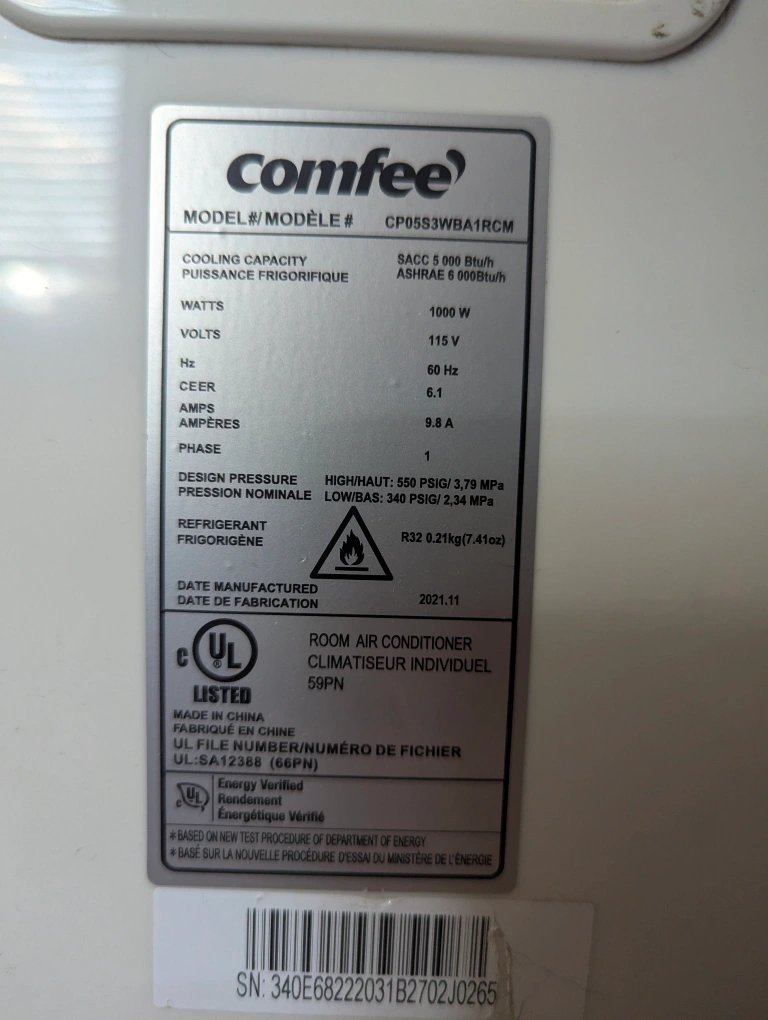 comfee'
MODEL#/MODÈLE # CP05S3WBA1RCM
COOLING CAPACITY SACC 5 000 Btu/h
PUISSANCE FRIGORIFIQUE ASHRAE 6 000Btu/h
WATTS 1000 W
VOLTS 115 V
Hz 60 Hz
CEER 6.1
AMPS
AMPÈRES 9.8 A
PHASE 1
DESIGN PRESSURE HIGH/HAUT: 550 PSIG/ 3,79 MPa
PRESSION NOMINALE LOW/BAS: 340 PSIG/ 2,34 MPa
REFRIGERANT
FRIGORIGÈNE R32 0.21kg(7.41oz)
DATE MANUFACTURED
DATE DE FABRICATION 2021.11
c UL ® LISTED
ROOM AIR CONDITIONER
CLIMATISEUR INDIVIDUEL
59PN
MADE IN CHINA
FABRIQUÉ EN CHINE
UL FILE NUMBER/NUMÉRO DE FICHIER
UL:SA12388 (66PN)
c UL
Energy Verified
Rendement
Énergétique Vérifié
* BASED ON NEW TEST PROCEDURE OF DEPARTMENT OF ENERGY
* BASÉ SUR LA NOUVELLE PROCÉDURE D'ESSAI DU MINISTÈRE DE L'ÉNERGIE
SN: 340E68222031B2702J0265